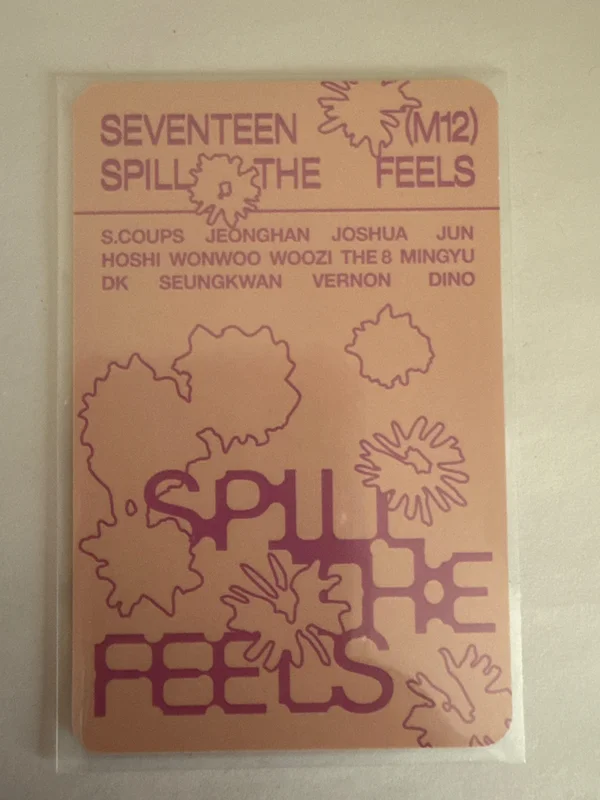 SEVENTEEN (M12)
SPILL THE FEELS
S.COUPS JEONGHAN JOSHUA JUN
HOSHI WONWOO WOOZI THE 8 MINGYU
DK SEUNGKWAN VERNON DINO
SPILL
THE
FEELS